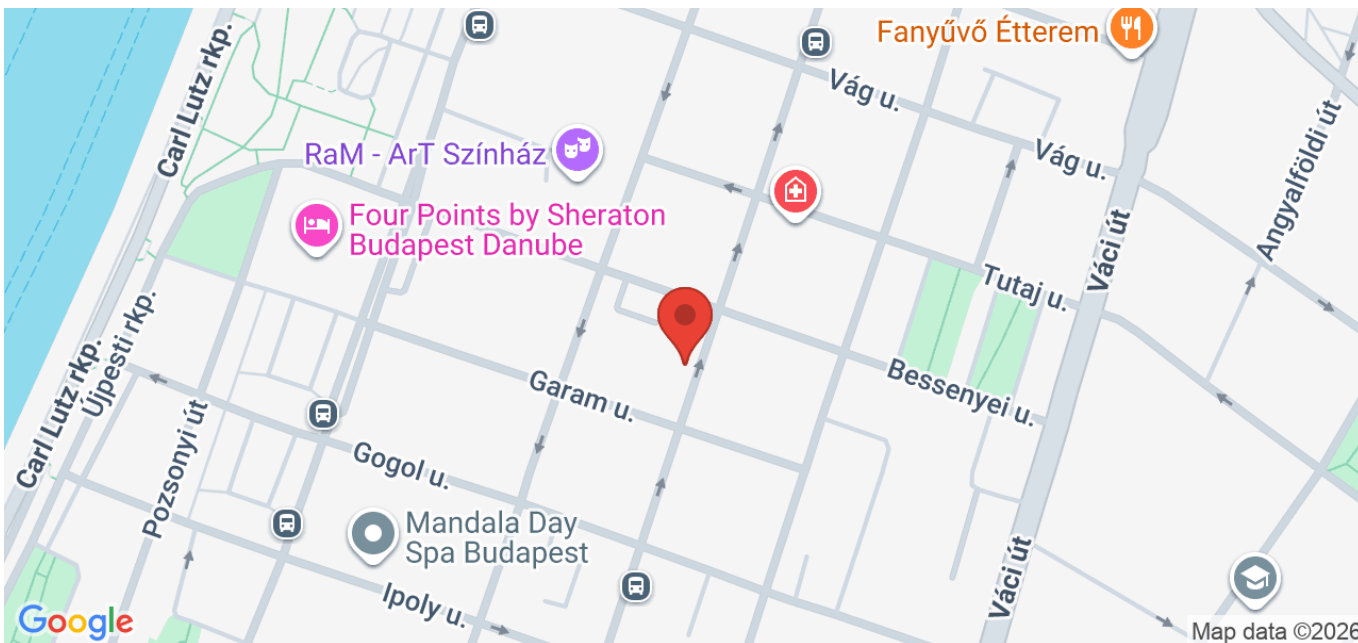 Carl Lutz rkp.
Fanyűvő Étterem
Vág u.
RaM - ArT Színház
Vág u.
Angyalföldi út
Four Points by Sheraton
Budapest Danube
Váci út
Tutaj u.
Újpesti rkp.
Carl Lutz rkp.
Garam u.
Bessenyei u.
Pozsonyi út
Gogol u.
Mandala Day
Spa Budapest
Váci út
Ipoly u.
Google
Map data ©2026